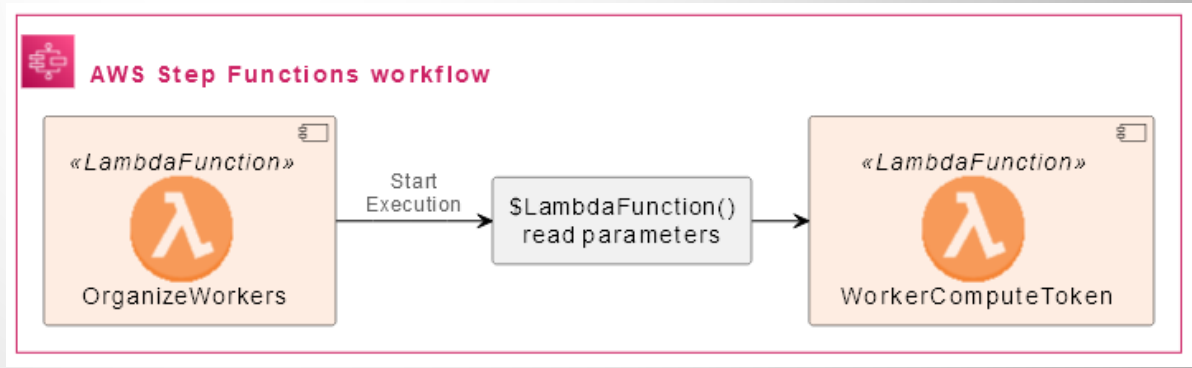 AWS Step Functions workflow
«LambdaFunction»
OrganizeWorkers
Start
Execution
$LambdaFunction()
read parameters
«LambdaFunction»
WorkerComputeToken